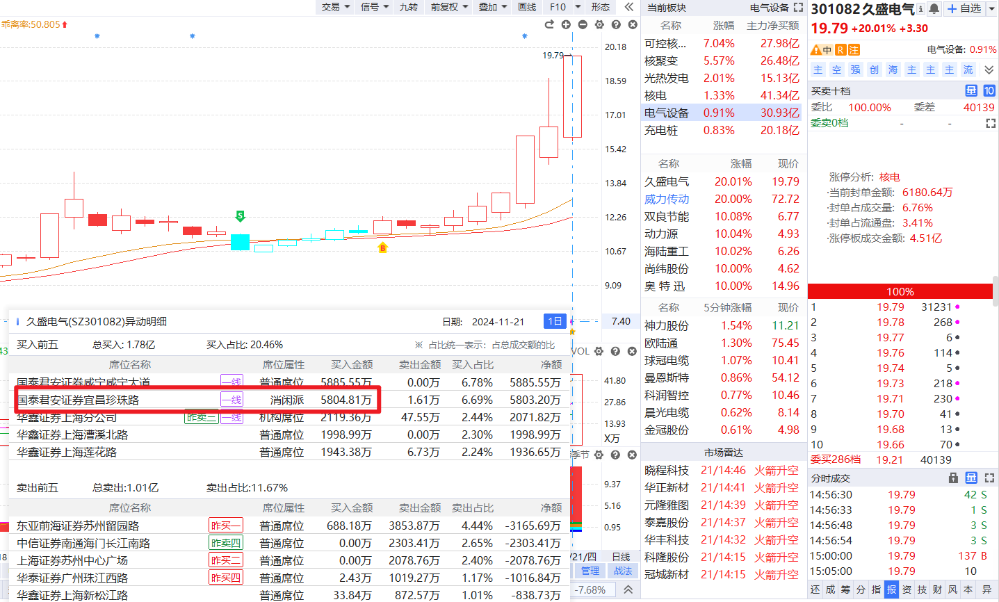 交易 信号 九转 前复权 叠加 画线 F10 形态
乖离率:50.805
19.79
20.18
18.59
17.01
15.42
13.84
12.26
10.67
9.09
7.40
S
B
当前板块 电气设备
名称 涨幅 主力净买额
可控核... 7.04% 27.98亿
核聚变 5.57% 26.48亿
光热发电 2.01% 15.13亿
核电 1.33% 41.34亿
电气设备 0.91% 30.93亿
充电桩 0.83% 20.18亿
名称 涨幅 现价
久盛电气 20.01% 19.79
威力传动 20.00% 72.72
双良节能 10.08% 6.77
动力源 10.04% 4.93
海陆重工 10.02% 6.26
尚纬股份 10.00% 4.62
奥特迅 10.00% 14.96
名称 5分钟涨幅 现价
神力股份 1.54% 11.21
欧陆通 1.30% 75.45
球冠电缆 1.07% 10.41
曼恩斯特 0.86% 54.12
科润智控 0.77% 10.46
晨光电缆 0.62% 8.14
金冠股份 0.61% 4.98
市场雷达
晓程科技 21/14:46 火箭升空
华正新材 21/14:41 火箭升空
元隆雅图 21/14:39 火箭升空
泰嘉股份 21/14:37 火箭升空
华丰科技 21/14:32 火箭升空
科隆股份 21/14:15 火箭升空
冠城新材 21/14:15 火箭升空
301082 久盛电气 自选
19.79 +20.01% +3.30
中 R 注 电气设备: 0.91%
主 空 强 创 海 主 主 主 流
买卖十档 量 10
委比 100.00% 委差 40139
委卖0档 - -
涨停分析: 核电
·当前封单金额: 6180.64万
·封单占成交量: 6.76%
·封单占流通盘: 3.41%
·涨停板成交金额: 4.51亿
100%
1 19.79 31231
2 19.78 268
3 19.77 6
4 19.76 114
5 19.74 5
6 19.73 218
7 19.71 230
8 19.70 41
9 19.68 13
10 19.66 70
委买286档 19.21 40139
分时成交 量
14:56:30 19.79 42 S
14:56:33 19.79 1 S
14:56:48 19.79 3 S
14:56:54 19.79 3 S
15:00:00 19.79 137 B
15:05:00 19.79 10
还 成 筹 分 指 报 资 技 财 风 本 异
久盛电气(SZ301082)异动明细 日期: 2024-11-21 1日
买入前五 总买入: 1.78亿 买入占比: 20.46% ※ 占比统一表示：占总成交额的比
席位名称 席位属性 买入金额 卖出金额 买入占比 净额
国泰君安证券咸宁咸宁大道 一线 普通席位 5885.55万 0.00万 6.78% 5885.55万
国泰君安证券宜昌珍珠路 一线 消闲派 5804.81万 1.61万 6.69% 5803.20万
华鑫证券上海分公司 昨卖三 一线 机构席位 2119.36万 47.55万 2.44% 2071.82万
华鑫证券上海漕溪北路 普通席位 1998.99万 0.00万 2.30% 1998.99万
华鑫证券上海莲花路 普通席位 1943.38万 6.73万 2.24% 1936.65万
卖出前五 总卖出:1.01亿 卖出占比:11.67%
席位名称 席位属性 买入金额 卖出金额 卖出占比 净额
东亚前海证券苏州留园路 昨买一 普通席位 688.18万 3853.87万 4.44% -3165.69万
中信证券南通海门长江南路 昨卖四 普通席位 0.00万 2303.41万 2.65% -2303.41万
上海证券苏州中心广场 昨买二 普通席位 0.00万 2078.76万 2.40% -2078.76万
华泰证券广州珠江西路 昨买四 普通席位 2.43万 1019.27万 1.17% -1016.84万
华鑫证券上海新松江路 普通席位 33.84万 872.57万 1.01% -838.73万
43
VOL
41.80
27.86
13.93
X万
季节
9.37
5.16
0.95
18 /21/四 日线
管理 战法
-7.68%